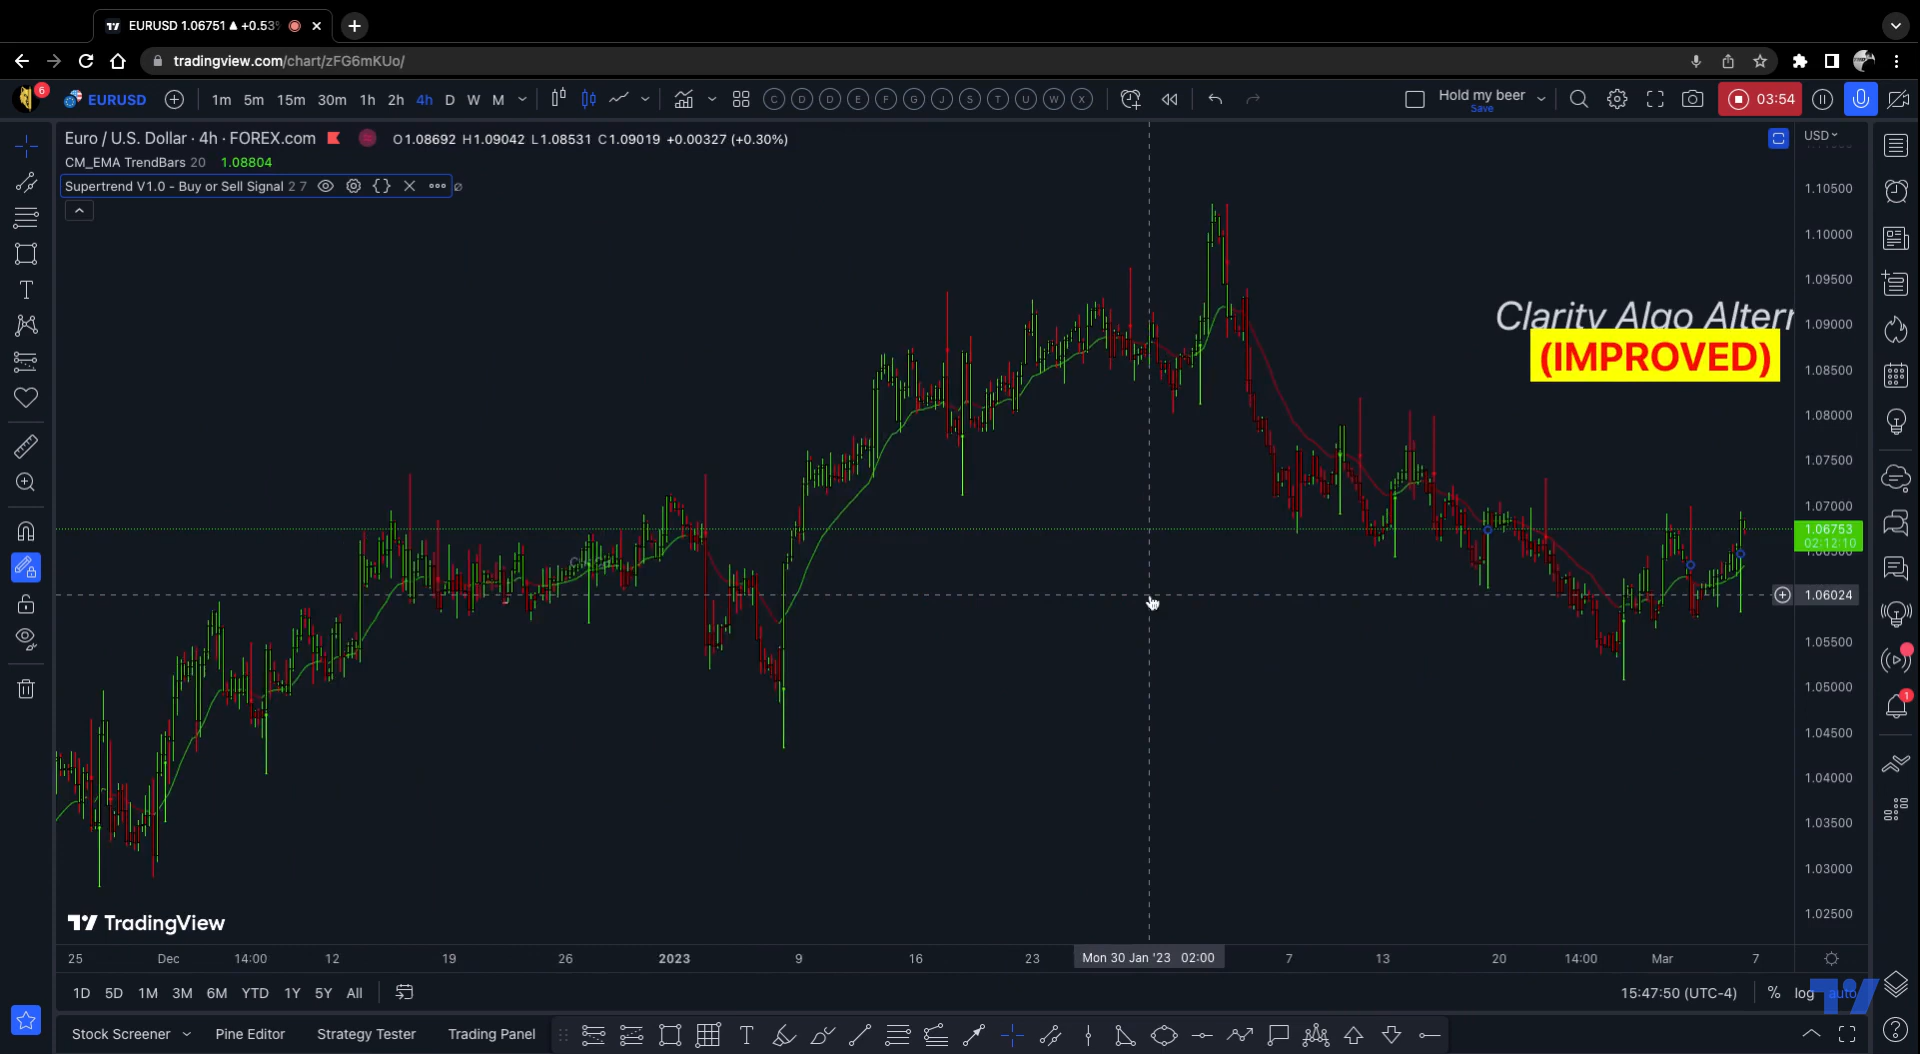 EURUSD 1.06751 ▲ +0.53%
tradingview.com/chart/zFG6mKUo/
6 EURUSD 1m 5m 15m 30m 1h 2h 4h D W M C D D E F G J S T U W X Hold my beer Save 03:54
Euro / U.S. Dollar · 4h · FOREX.com O1.08692 H1.09042 L1.08531 C1.09019 +0.00327 (+0.30%) USD
CM_EMA TrendBars 20 1.08804
Supertrend V1.0 - Buy or Sell Signal 2 7
1.10500
1.10000
1.09500
Clarity Algo Altern
1.09000
(IMPROVED)
1.08500
1.08000
1.07500
1.07000
1.06753
02:12:10
1.06024
1.05500
1.05000
1
1.04500
1.04000
1.03500
1.03000
1.02500
TradingView
25 Dec 14:00 12 19 26 2023 9 16 23 Mon 30 Jan '23 02:00 7 13 20 14:00 Mar 7
1D 5D 1M 3M 6M YTD 1Y 5Y All 15:47:50 (UTC-4) % log auto
Stock Screener Pine Editor Strategy Tester Trading Panel